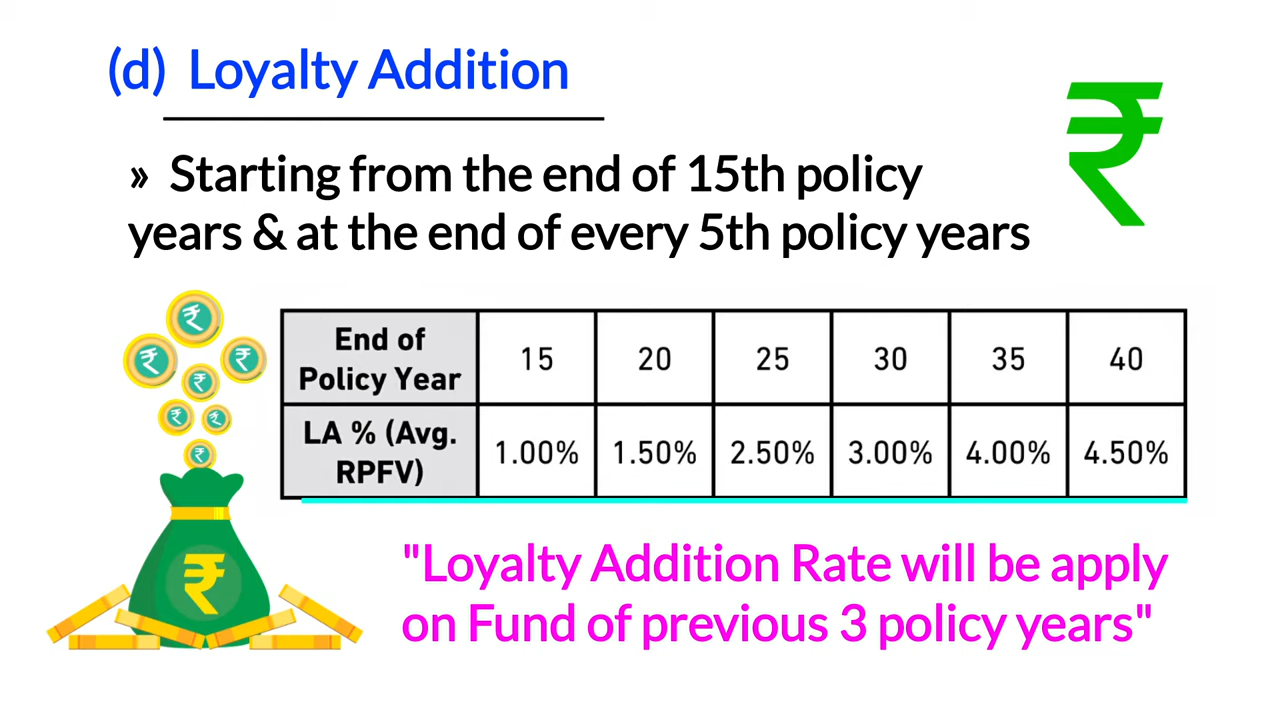 (d) Loyalty Addition
» Starting from the end of 15th policy
years & at the end of every 5th policy years
End of
Policy Year
15 20 25 30 35 40
LA % (Avg.
RPFV)
1.00% 1.50% 2.50% 3.00% 4.00% 4.50%
"Loyalty Addition Rate will be apply
on Fund of previous 3 policy years"
₹
₹
₹
₹
₹
₹
₹
₹
₹